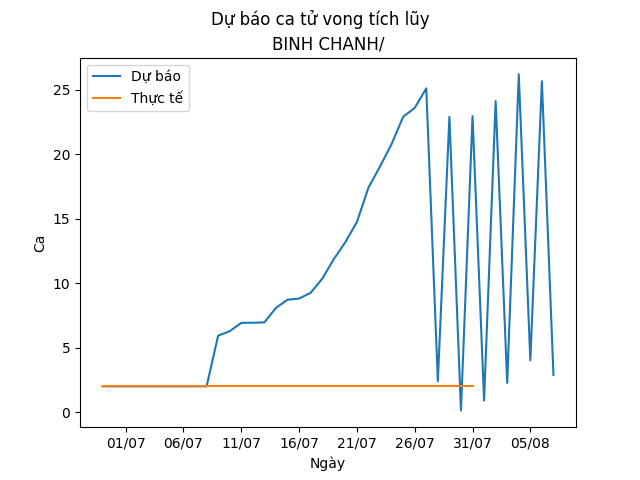 Dự báo ca tử vong tích lũy
BINH CHANH/
Dự báo
Thực tế
25
20
15
10
5
0
Ca
01/07 06/07 11/07 16/07 21/07 26/07 31/07 05/08
Ngày